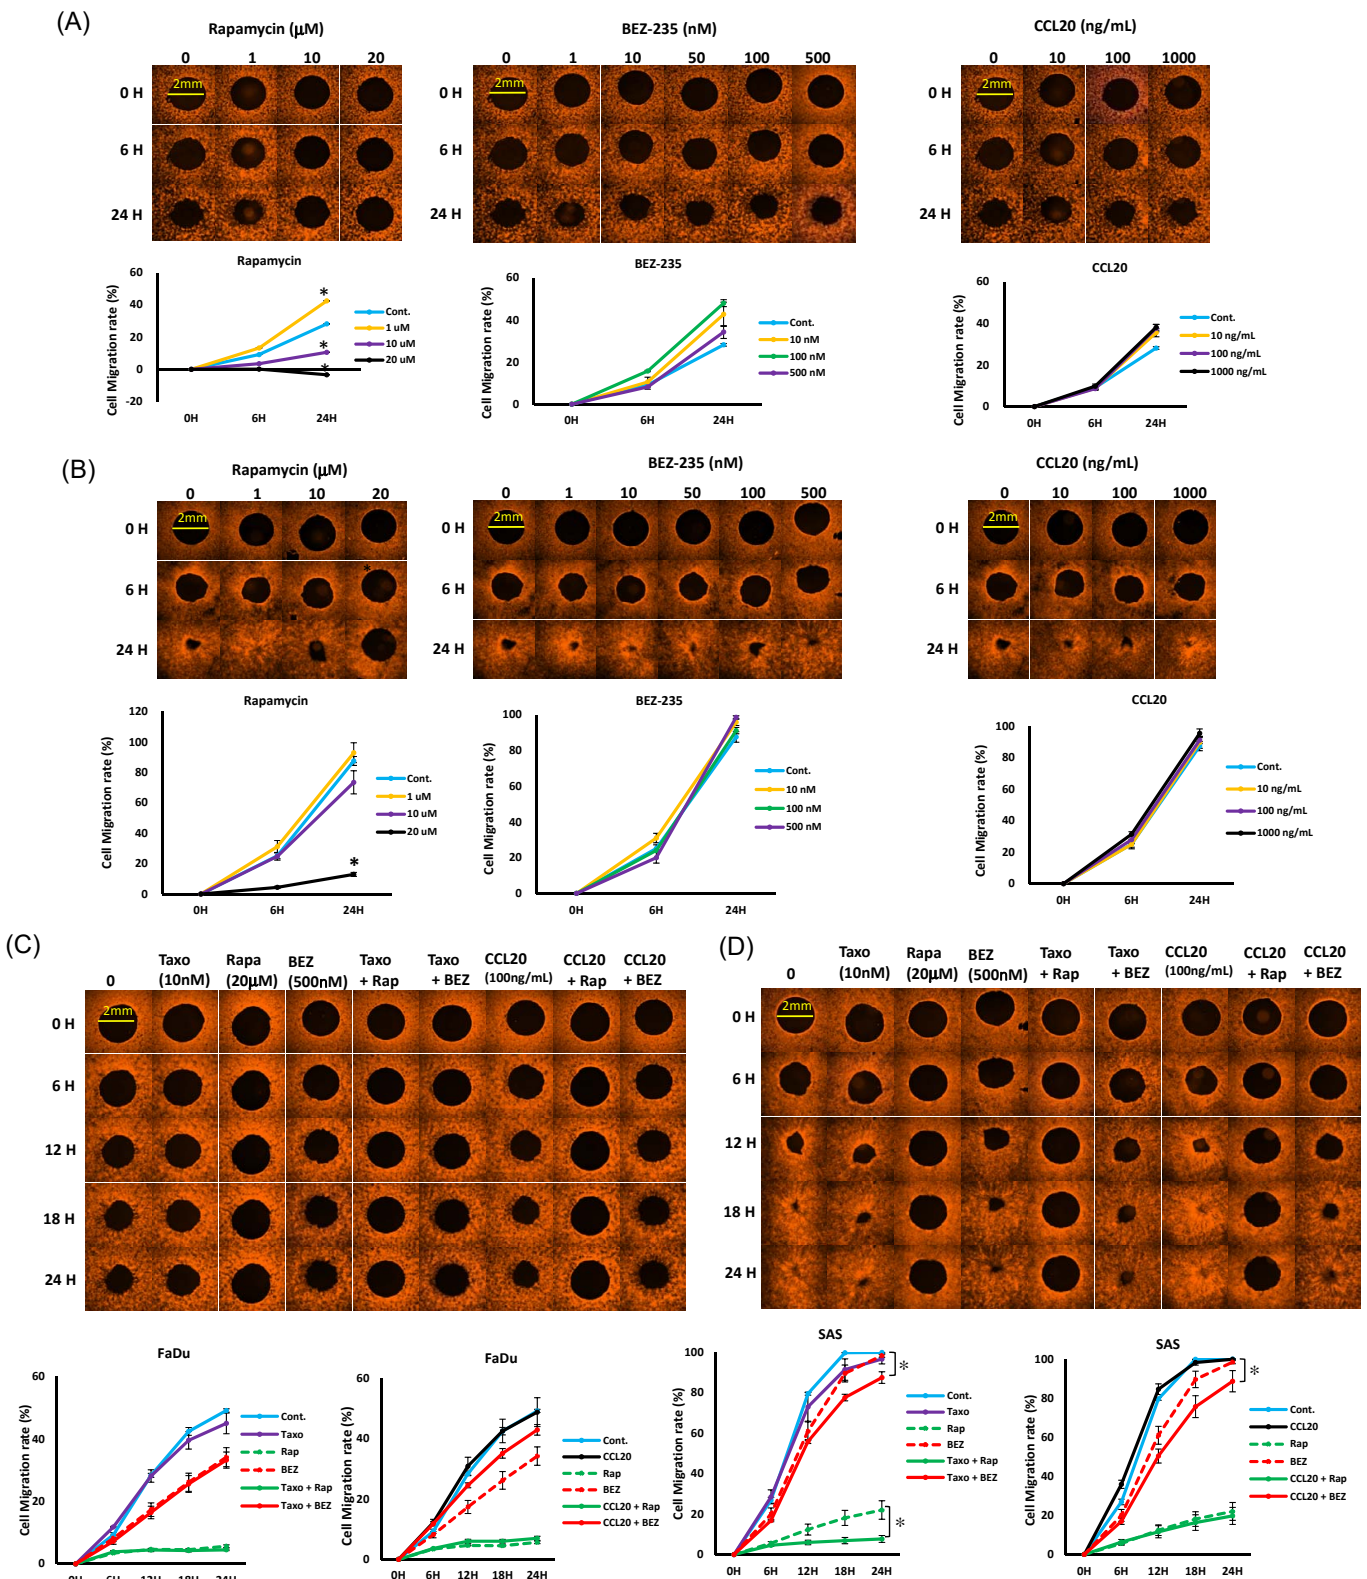 (A)
Rapamycin (μM)
0 1 10 20
BEZ-235 (nM)
0 1 10 50 100 500
CCL20 (ng/mL)
0 10 100 1000
0 H
2mm
6 H
24 H
0 H
2mm
6 H
24 H
0 H
2mm
6 H
24 H
Rapamycin
Cell Migration rate (%)
60
40
20
0
-20
0H 6H 24H
*
*
*
Cont.
1 uM
10 uM
20 uM
BEZ-235
Cell Migration rate (%)
60
40
20
0
0H 6H 24H
Cont.
10 nM
100 nM
500 nM
CCL20
Cell Migration rate (%)
60
40
20
0
0H 6H 24H
Cont.
10 ng/mL
100 ng/mL
1000 ng/mL
(B)
Rapamycin (μM)
0 1 10 20
BEZ-235 (nM)
0 1 10 50 100 500
CCL20 (ng/mL)
0 10 100 1000
0 H
2mm
6 H
*
24 H
0 H
2mm
6 H
24 H
0 H
2mm
6 H
24 H
Rapamycin
Cell Migration rate (%)
120
100
80
60
40
20
0
0H 6H 24H
*
Cont.
1 uM
10 uM
20 uM
BEZ-235
Cell Migration rate (%)
100
80
60
40
20
0
0H 6H 24H
Cont.
10 nM
100 nM
500 nM
CCL20
Cell Migration rate (%)
100
80
60
40
20
0
0H 6H 24H
Cont.
10 ng/mL
100 ng/mL
1000 ng/mL
(C)
0
Taxo (10nM)
Rapa (20μM)
BEZ (500nM)
Taxo + Rap
Taxo + BEZ
CCL20 (100ng/mL)
CCL20 + Rap
CCL20 + BEZ
0 H
2mm
6 H
12 H
18 H
24 H
FaDu
Cell Migration rate (%)
60
40
20
0
0H 6H 12H 18H 24H
Cont.
Taxo
Rap
BEZ
Taxo + Rap
Taxo + BEZ
FaDu
Cell Migration rate (%)
60
40
20
0
0H 6H 12H 18H 24H
Cont.
CCL20
Rap
BEZ
CCL20 + Rap
CCL20 + BEZ
(D)
0
Taxo (10nM)
Rapa (20μM)
BEZ (500nM)
Taxo + Rap
Taxo + BEZ
CCL20 (100ng/mL)
CCL20 + Rap
CCL20 + BEZ
0 H
2mm
6 H
12 H
18 H
24 H
SAS
Cell Migration rate (%)
100
80
60
40
20
0
0H 6H 12H 18H 24H
*
*
Cont.
Taxo
Rap
BEZ
Taxo + Rap
Taxo + BEZ
SAS
Cell Migration rate (%)
100
80
60
40
20
0
0H 6H 12H 18H 24H
*
Cont.
CCL20
Rap
BEZ
CCL20 + Rap
CCL20 + BEZ